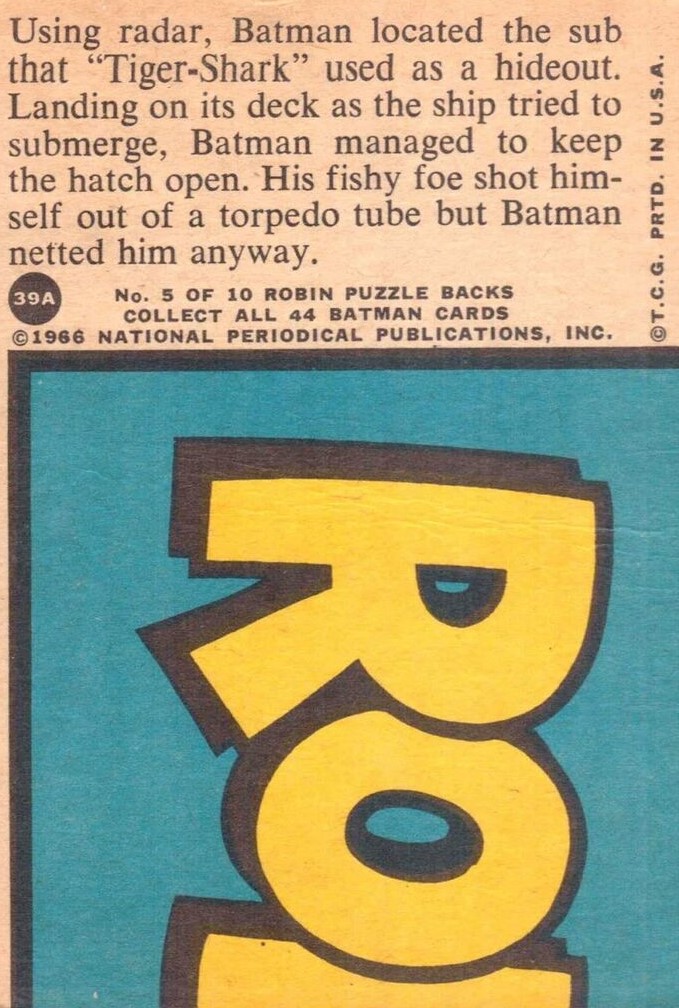 Using radar, Batman located the sub
that “Tiger-Shark” used as a hideout.
Landing on its deck as the ship tried to
submerge, Batman managed to keep
the hatch open. His fishy foe shot him-
self out of a torpedo tube but Batman
netted him anyway.
39A
No. 5 OF 10 ROBIN PUZZLE BACKS
COLLECT ALL 44 BATMAN CARDS
©1966 NATIONAL PERIODICAL PUBLICATIONS, INC.
©T.C.G. PRTD. IN U.S.A.
RO